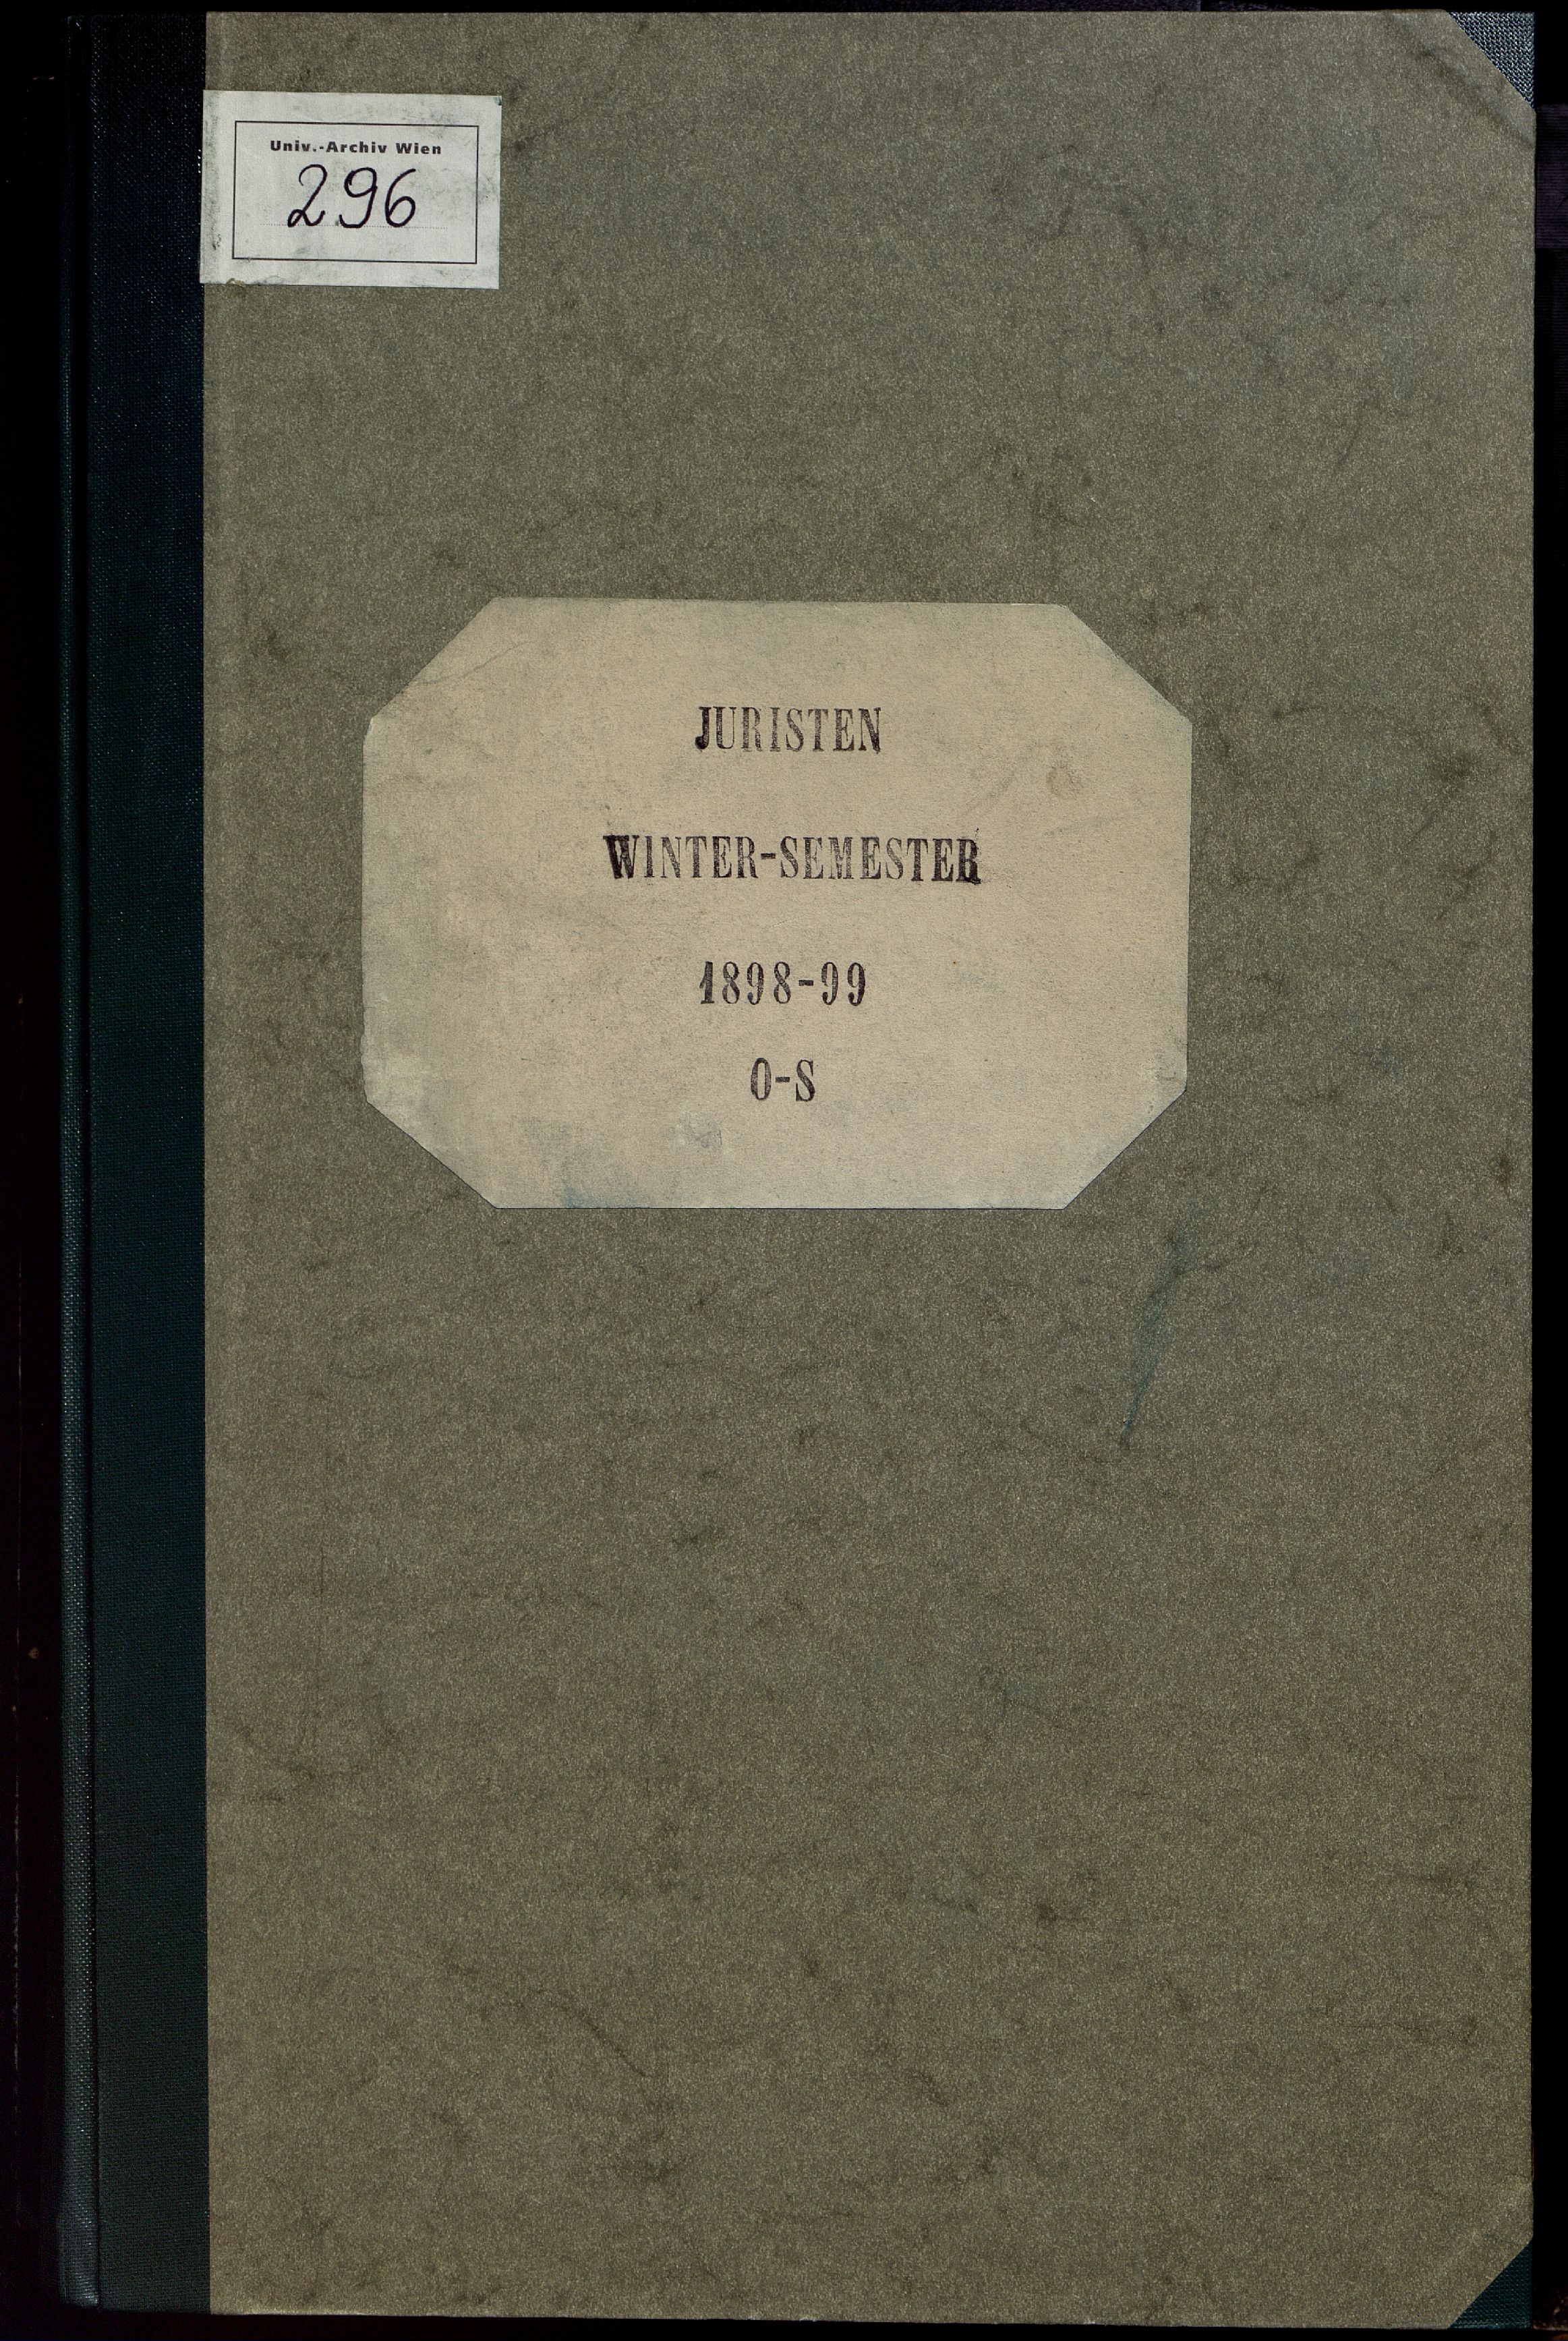 Univ.-Archiv Wien
296
JURISTEN
WINTER-SEMESTER
1898-99
O-S